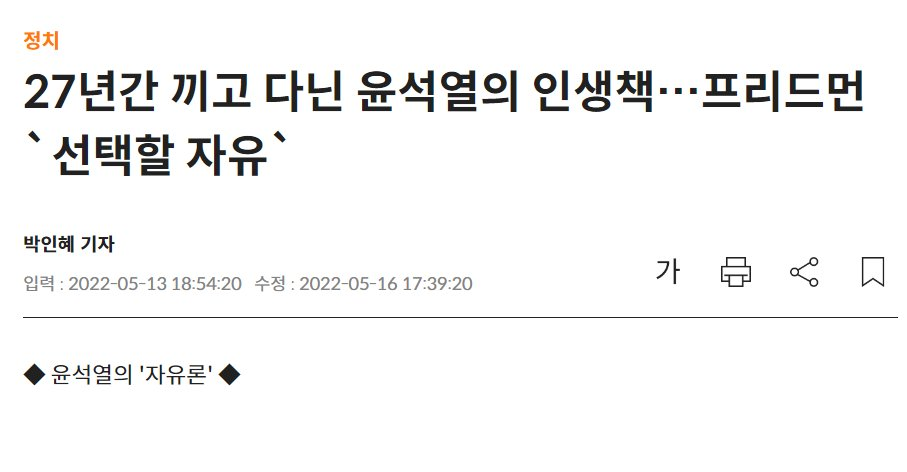 정치
27년간 끼고 다닌 윤석열의 인생책…프리드먼
`선택할 자유`
박인혜 기자
입력 : 2022-05-13 18:54:20 수정 : 2022-05-16 17:39:20
가
◆ 윤석열의 '자유론' ◆